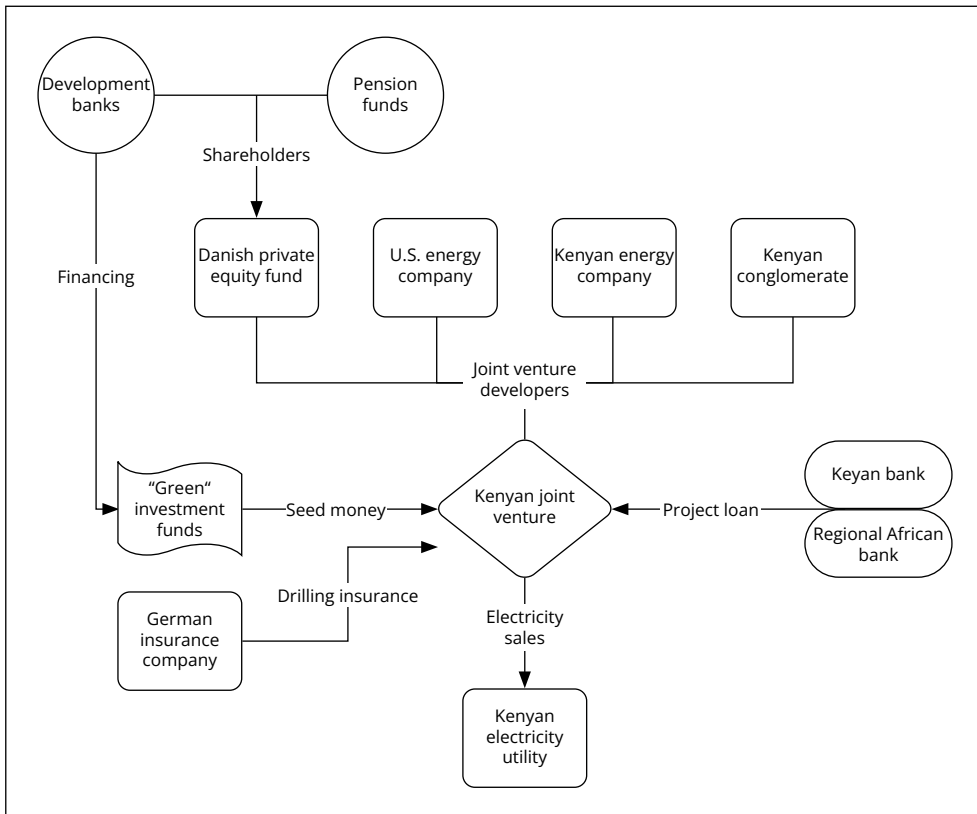 Development
banks
Pension
funds
Shareholders
Financing
Danish private
equity fund
U.S. energy
company
Kenyan energy
company
Kenyan
conglomerate
Joint venture
developers
“Green“
investment
funds
Seed money
Kenyan joint
venture
Project loan
Keyan bank
Regional African
bank
Drilling insurance
German
insurance
company
Electricity
sales
Kenyan
electricity
utility